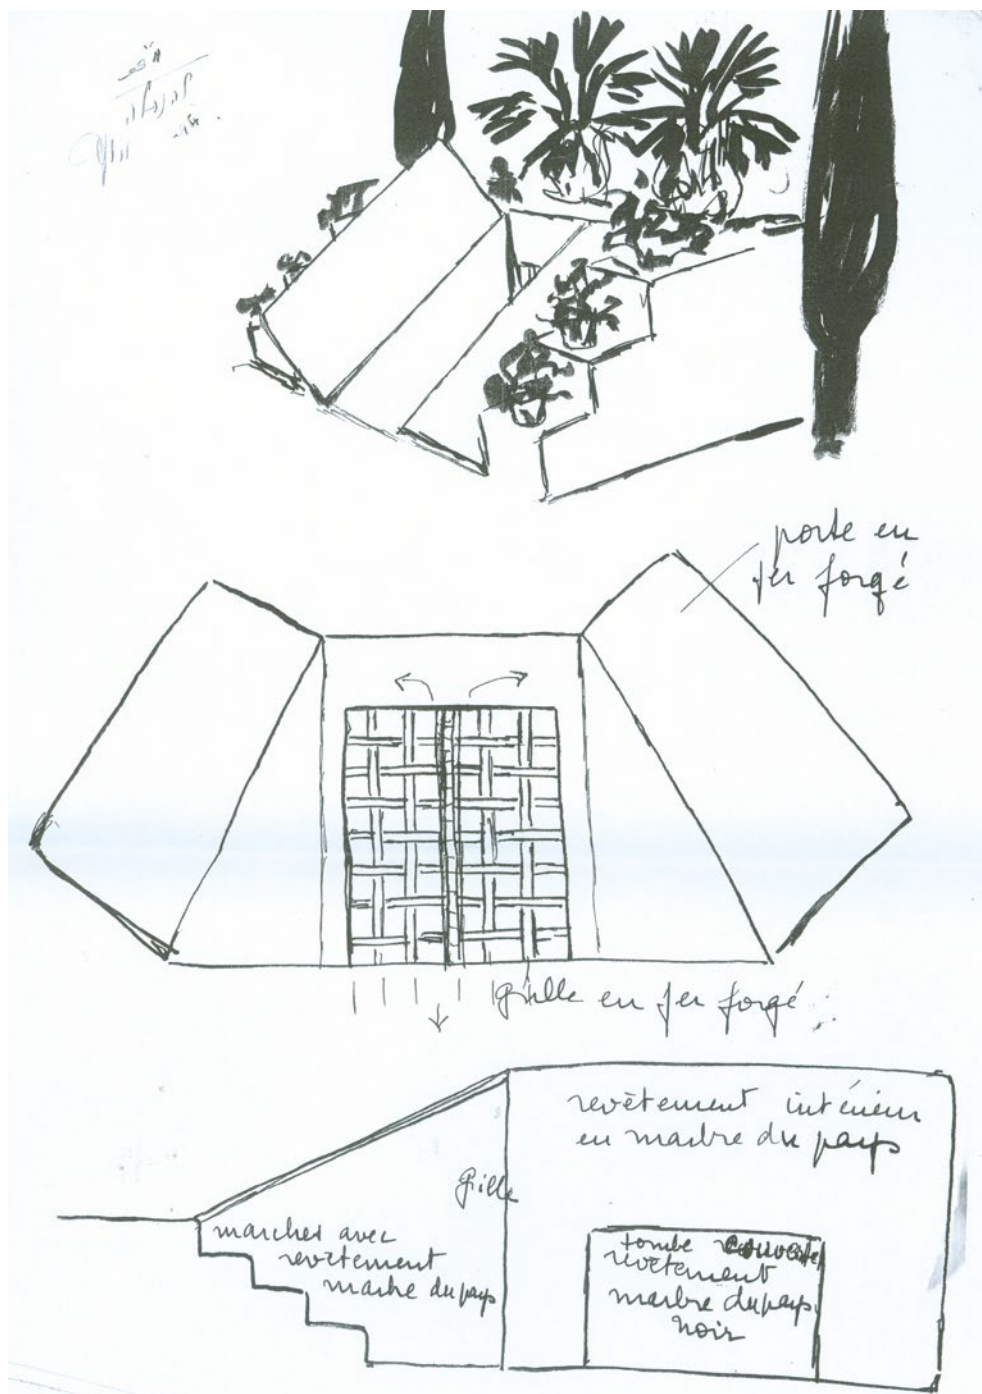 porte en
fer forgé
grille en fer forgé
revêtement intérieur
en marbre du pays
grille
marches avec
revêtement
marbre du pays
tombe
revêtement
marbre du pays
noir